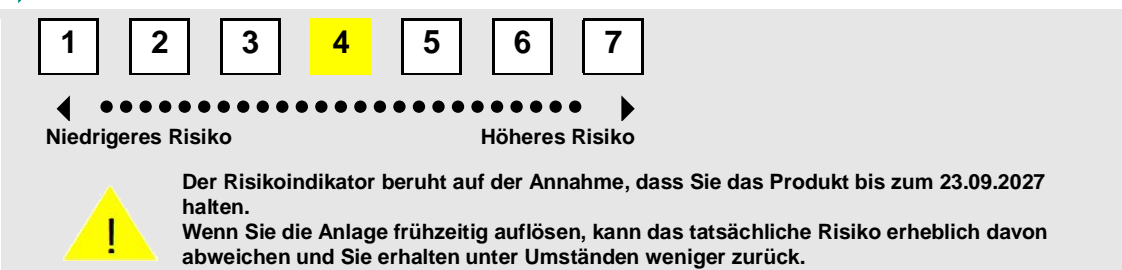 1 2 3 4 5 6 7
Niedrigeres Risiko Höheres Risiko
Der Risikoindikator beruht auf der Annahme, dass Sie das Produkt bis zum 23.09.2027
halten.
! Wenn Sie die Anlage frühzeitig auflösen, kann das tatsächliche Risiko erheblich davon
abweichen und Sie erhalten unter Umständen weniger zurück.